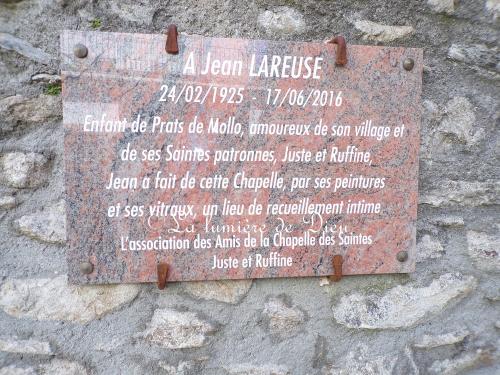 A Jean LAREUSE
24/02/1925 - 17/06/2016
Enfant de Prats de Mollo, amoureux de son village et
de ses Saintes patronnes, Juste et Ruffine,
Jean a fait de cette Chapelle, par ses peintures
et ses vitraux, un lieu de recueillement intime
La lumière de Dieu
L'association des Amis de la Chapelle des Saintes
Juste et Ruffine